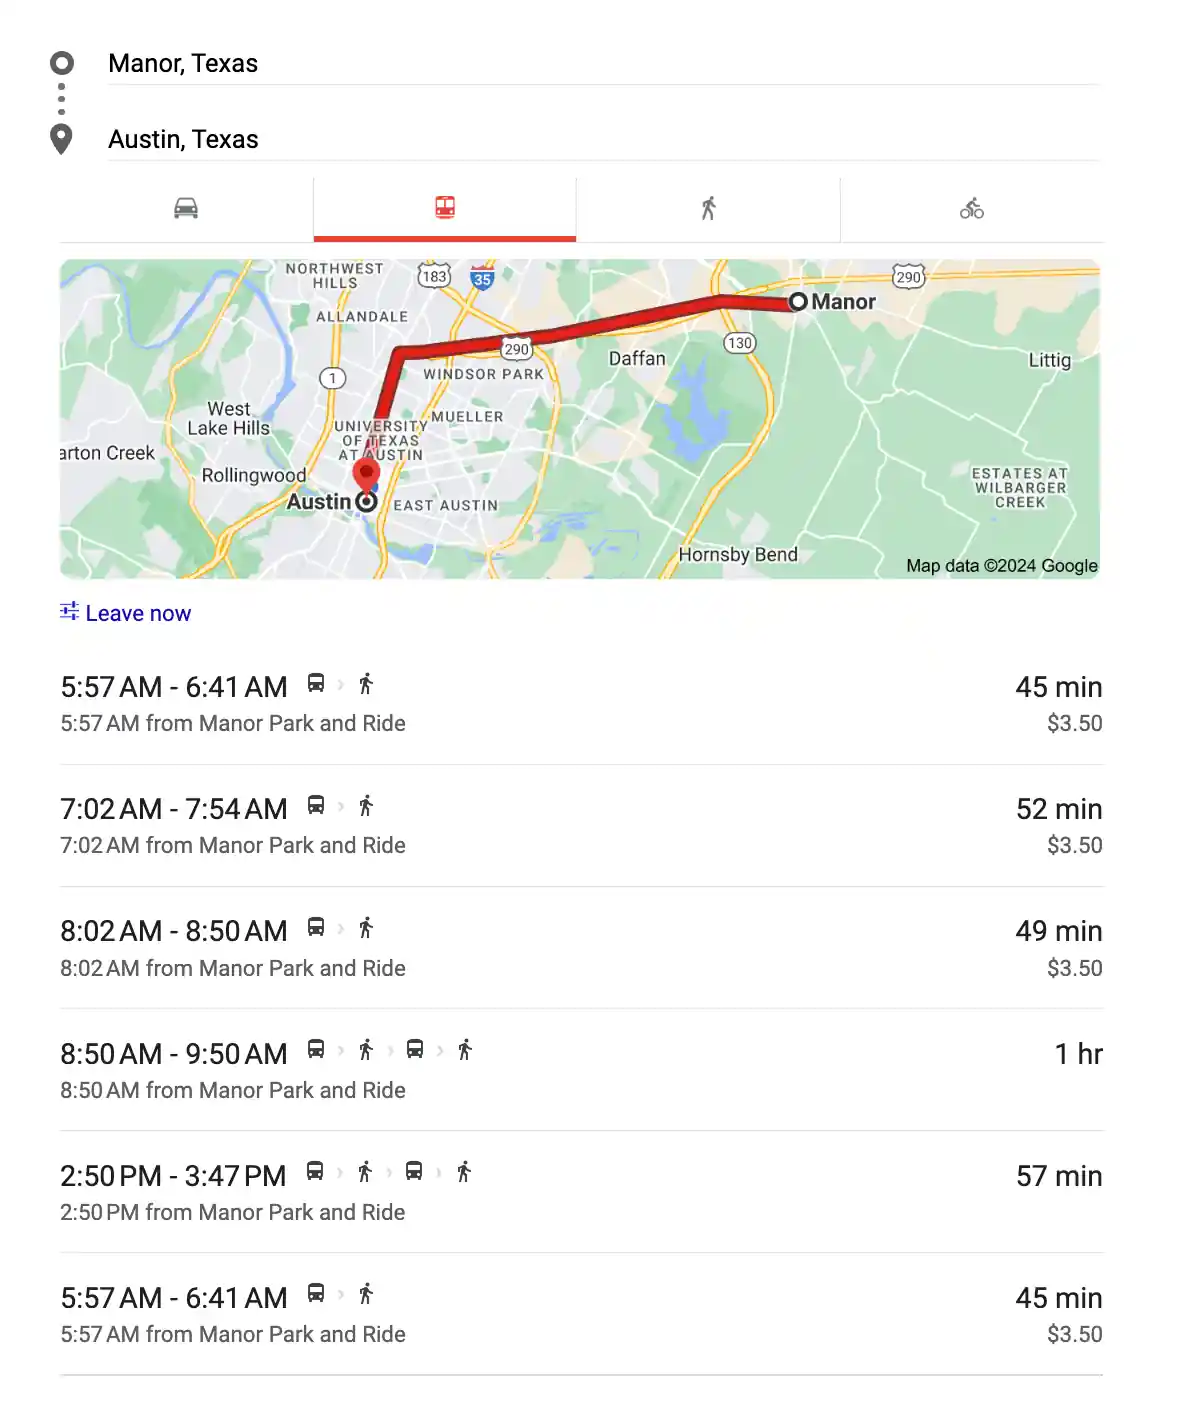 Manor, Texas
Austin, Texas
NORTHWEST
HILLS
183
35
290
ALLANDALE
Manor
290
130
Daffan
Littig
1
WINDSOR PARK
West
Lake Hills
MUELLER
UNIVERSITY
OF TEXAS
AT AUSTIN
arton Creek
Rollingwood
ESTATES AT
WILBARGER
CREEK
Austin
EAST AUSTIN
Hornsby Bend
Map data ©2024 Google
Leave now
5:57 AM - 6:41 AM 45 min
5:57 AM from Manor Park and Ride $3.50
7:02 AM - 7:54 AM 52 min
7:02 AM from Manor Park and Ride $3.50
8:02 AM - 8:50 AM 49 min
8:02 AM from Manor Park and Ride $3.50
8:50 AM - 9:50 AM 1 hr
8:50 AM from Manor Park and Ride
2:50 PM - 3:47 PM 57 min
2:50 PM from Manor Park and Ride
5:57 AM - 6:41 AM 45 min
5:57 AM from Manor Park and Ride $3.50